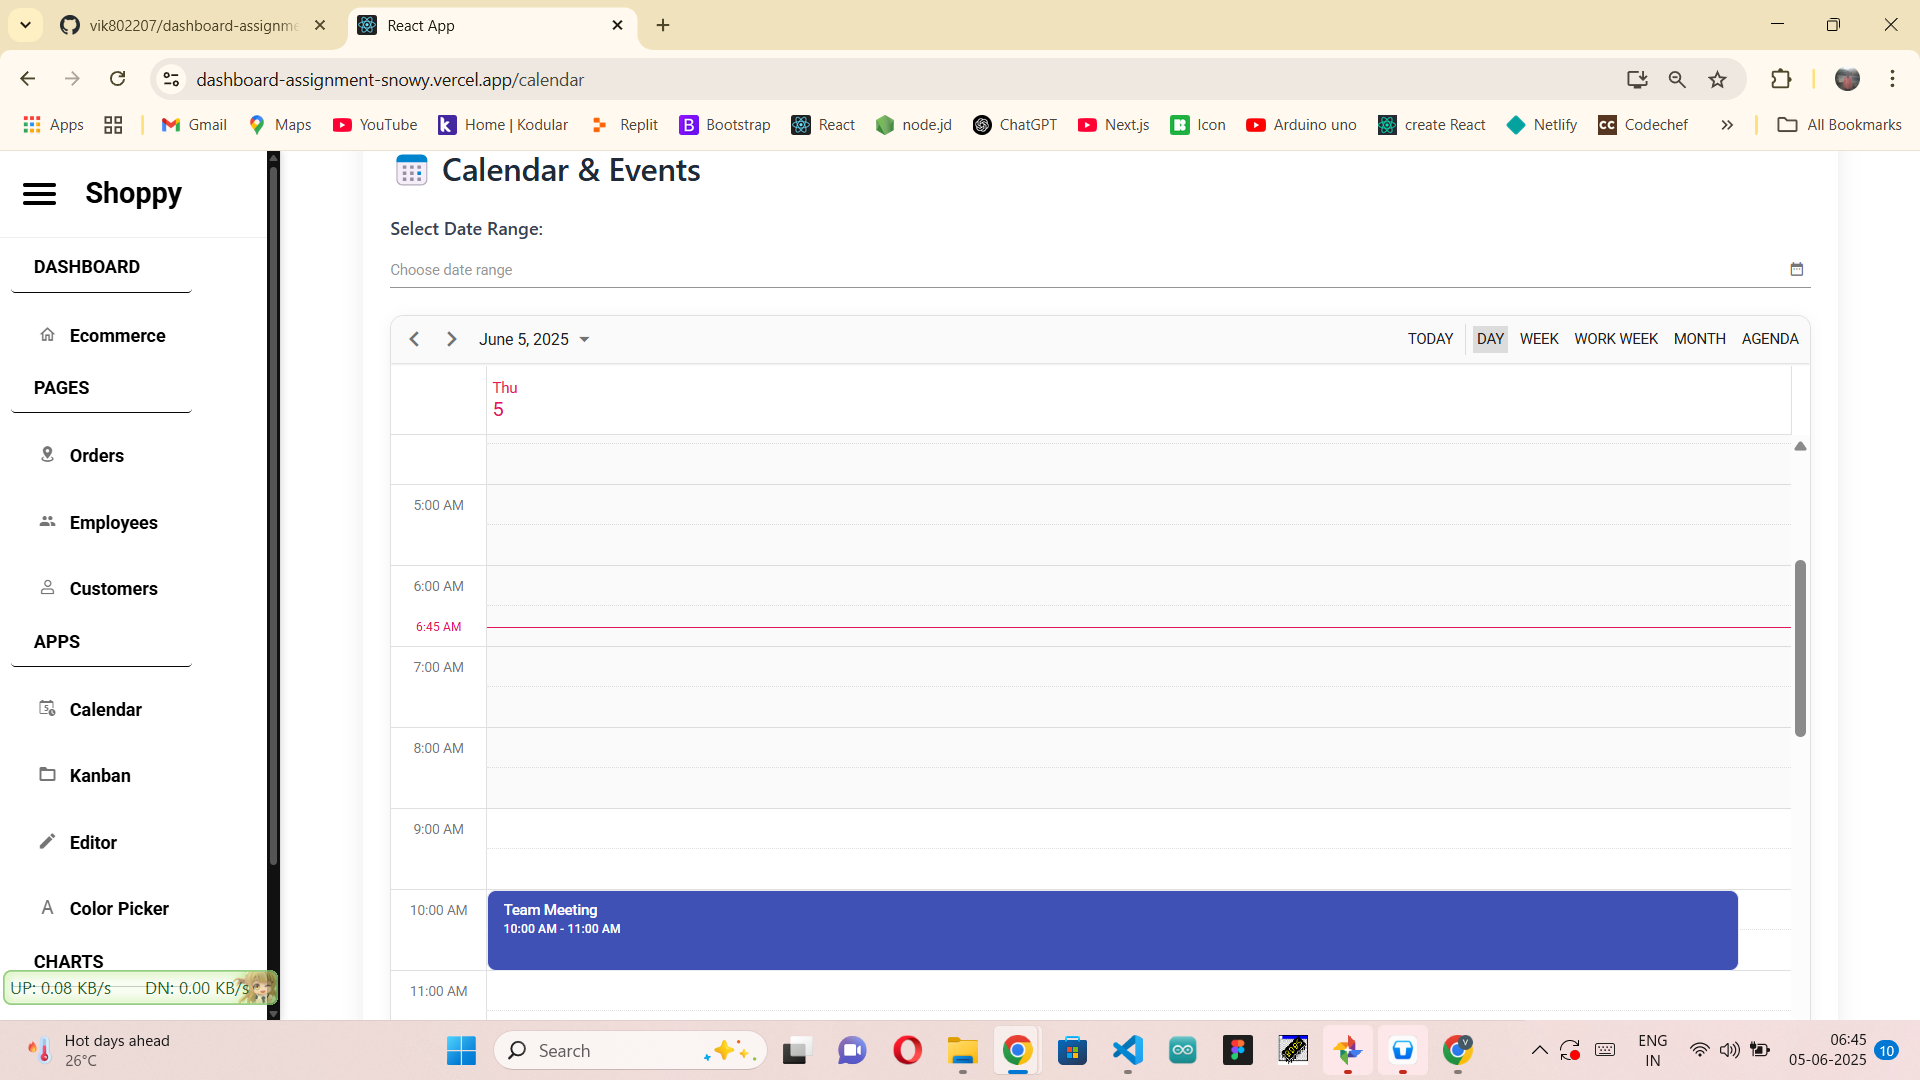 vik802207/dashboard-assignme
React App
dashboard-assignment-snowy.vercel.app/calendar
Apps
Gmail
Maps
YouTube
Home | Kodular
Replit
Bootstrap
React
node.jd
ChatGPT
Next.js
Icon
Arduino uno
create React
Netlify
Codechef
All Bookmarks
Shoppy
DASHBOARD
Ecommerce
PAGES
Orders
Employees
Customers
APPS
Calendar
Kanban
Editor
Color Picker
CHARTS
UP: 0.08 KB/s DN: 0.00 KB/s
Calendar & Events
Select Date Range:
Choose date range
June 5, 2025
TODAY
DAY
WEEK
WORK WEEK
MONTH
AGENDA
Thu
5
5:00 AM
6:00 AM
6:45 AM
7:00 AM
8:00 AM
9:00 AM
10:00 AM
Team Meeting
10:00 AM - 11:00 AM
11:00 AM
Hot days ahead
26°C
Search
ENG
IN
06:45
05-06-2025
10